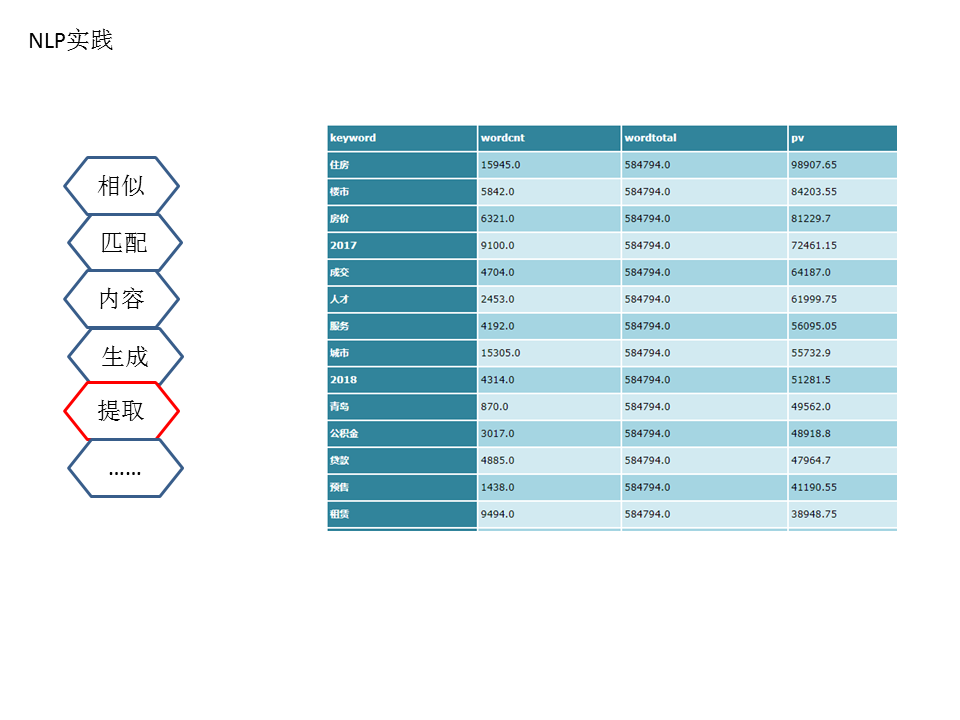 NLP实践
相似
匹配
内容
生成
提取
……
keyword wordcnt wordtotal pv
住房 15945.0 584794.0 98907.65
楼市 5842.0 584794.0 84203.55
房价 6321.0 584794.0 81229.7
2017 9100.0 584794.0 72461.15
成交 4704.0 584794.0 64187.0
人才 2453.0 584794.0 61999.75
服务 4192.0 584794.0 56095.05
城市 15305.0 584794.0 55732.9
2018 4314.0 584794.0 51281.5
青岛 870.0 584794.0 49562.0
公积金 3017.0 584794.0 48918.8
贷款 4885.0 584794.0 47964.7
预售 1438.0 584794.0 41190.55
租赁 9494.0 584794.0 38948.75